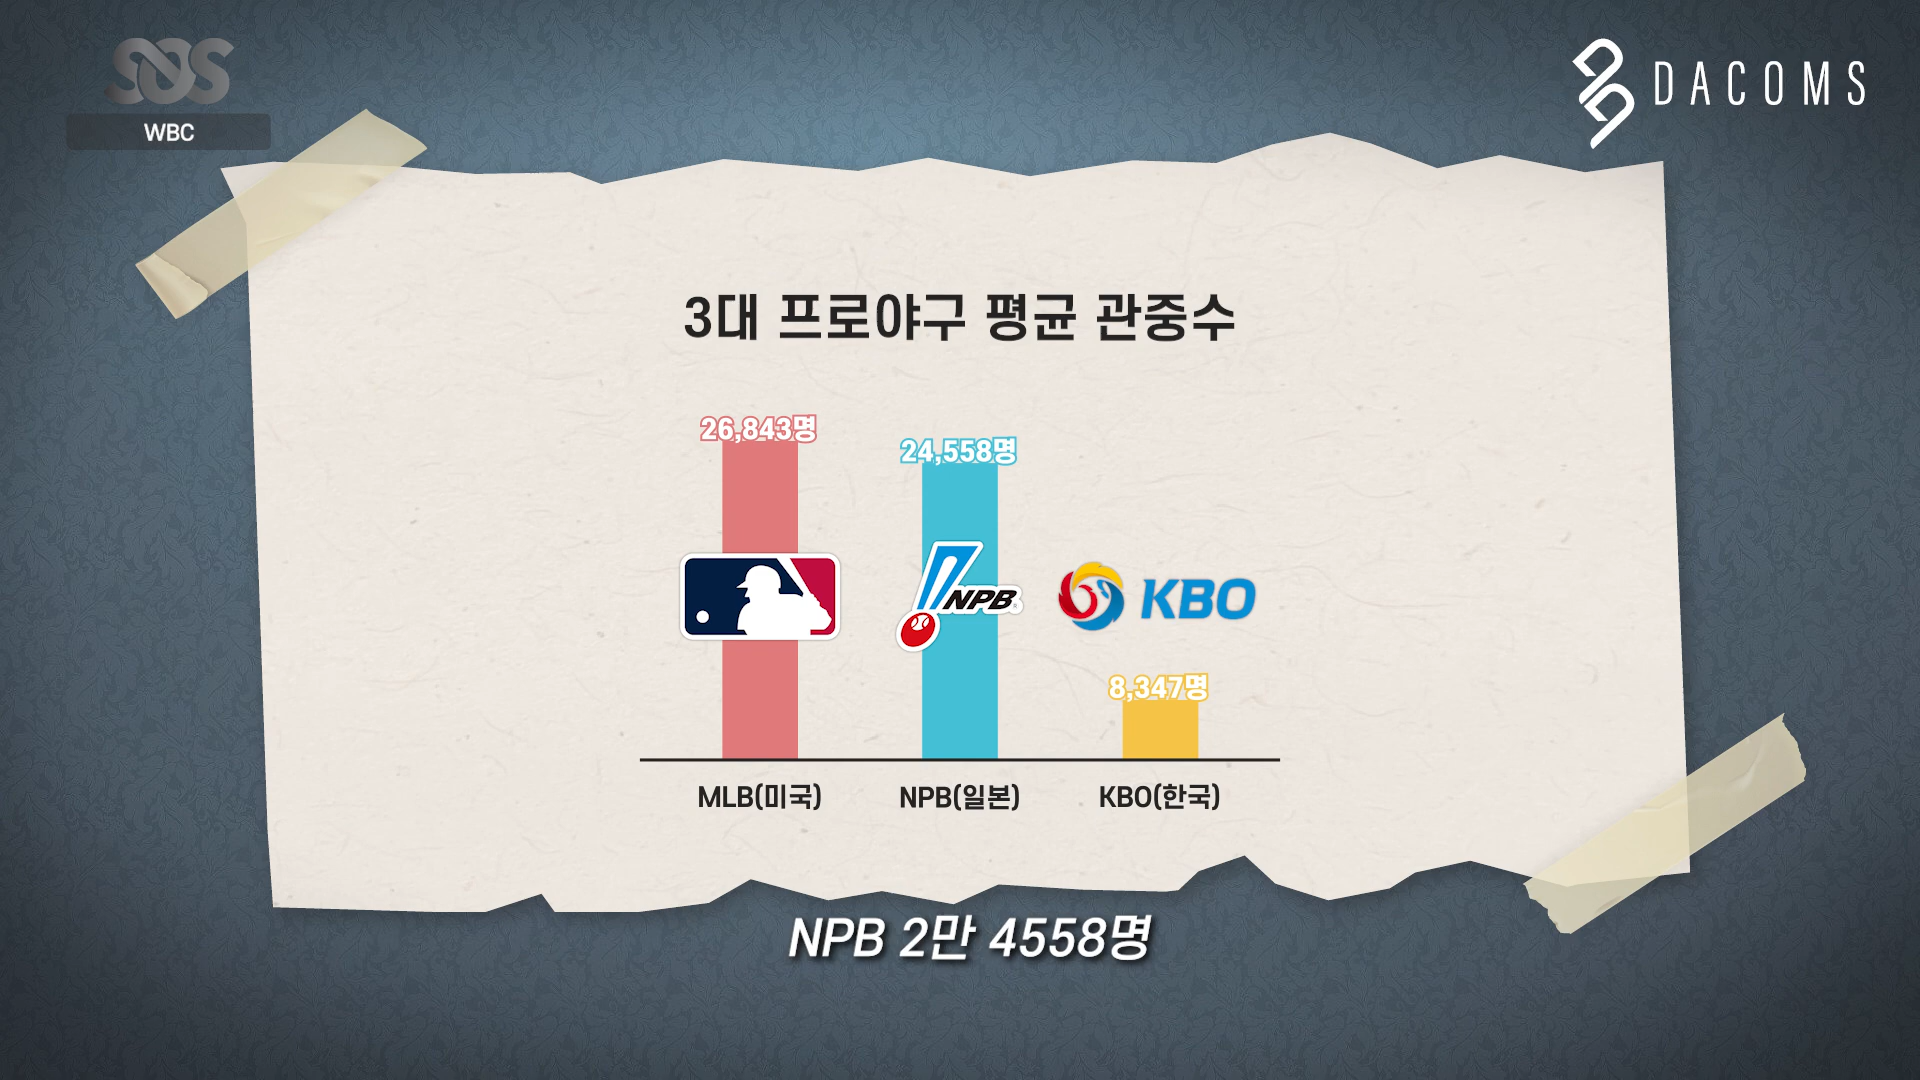 SOS
WBC
DACOMS
3대 프로야구 평균 관중수
26,843명
24,558명
8,347명
NPB
KBO
MLB(미국)
NPB(일본)
KBO(한국)
NPB 2만 4558명